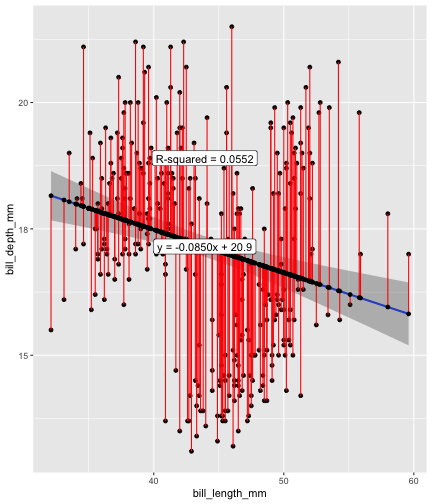 20
R-squared = 0.0552
18
y = -0.0850x + 20.9
15
bill_depth_mm
40 50 60
bill_length_mm